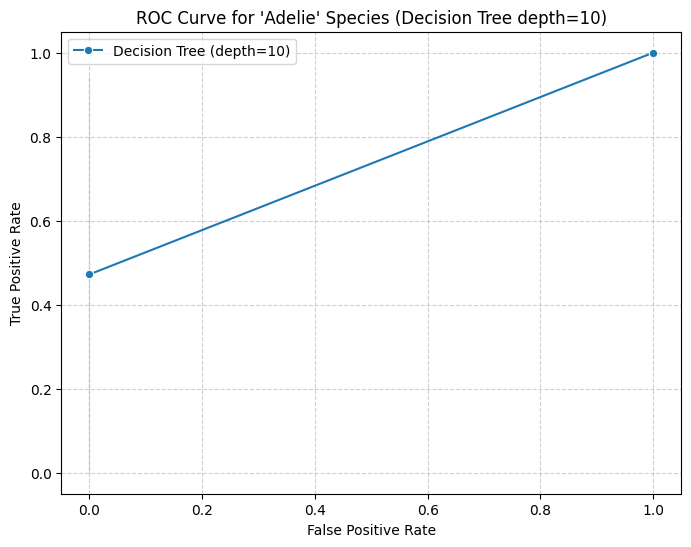 ROC Curve for 'Adelie' Species (Decision Tree depth=10)
Decision Tree (depth=10)
True Positive Rate
1.0
0.8
0.6
0.4
0.2
0.0
0.0 0.2 0.4 0.6 0.8 1.0
False Positive Rate